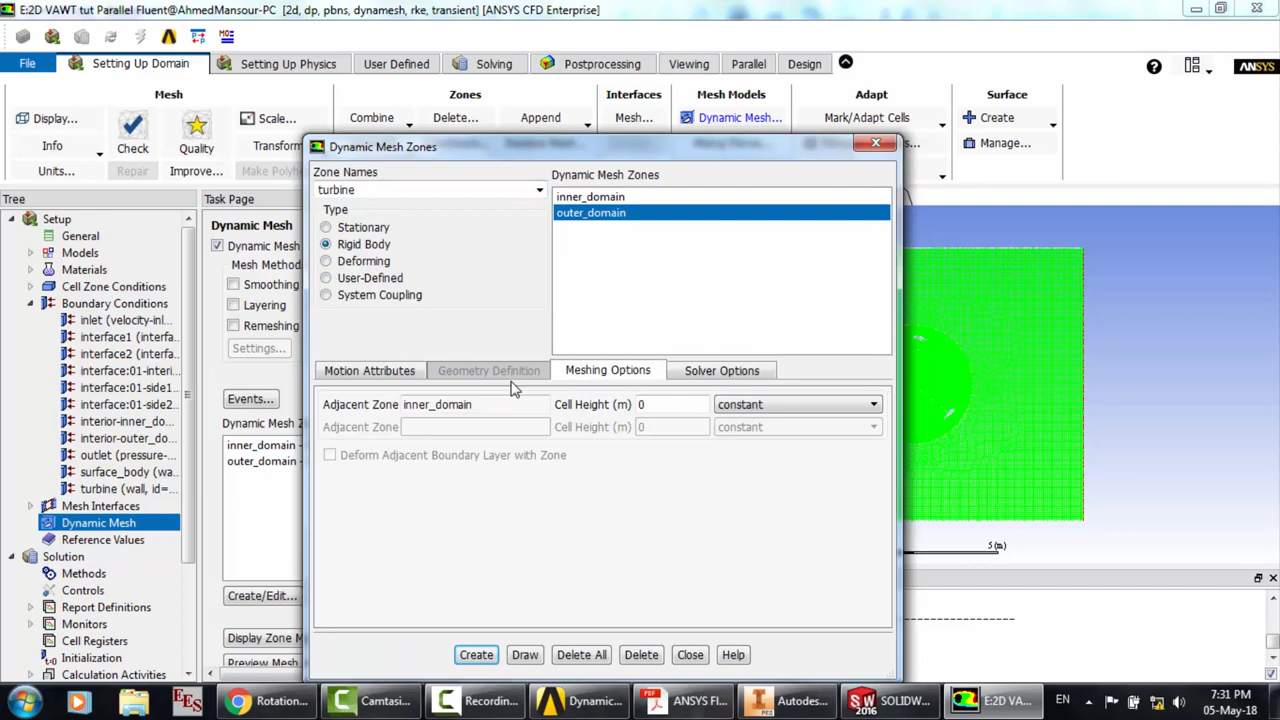 E:2D VAWT tut Parallel Fluent@AhmedMansour-PC [2d, dp, pbns, dynamesh, rke, transient] [ANSYS CFD Enterprise]
File Setting Up Domain Setting Up Physics User Defined Solving Postprocessing Viewing Parallel Design ANSYS
Mesh Zones Interfaces Mesh Models Adapt Surface
Display... Scale... Combine Delete... Append Mesh... Dynamic Mesh... Mark/Adapt Cells Create
Info Check Quality Transform Manage...
Units... Repair Improve... Make Polyh
Dynamic Mesh Zones
Tree Task Page
Setup
General
Models
Materials
Cell Zone Conditions
Boundary Conditions
inlet (velocity-inl...
interface1 (interfa...
interface2 (interfa...
interface:01-interi...
interface:01-side1...
interface:01-side2...
interior-inner_do...
interior-outer_do...
outlet (pressure-...
surface_body (wa...
turbine (wall, id=...
Mesh Interfaces
Dynamic Mesh
Reference Values
Solution
Methods
Controls
Report Definitions
Monitors
Cell Registers
Initialization
Calculation Activities
Dynamic Mesh
Dynamic Mesh
Mesh Metho
Smoothing
Layering
Remeshing
Settings...
Events...
Dynamic Mesh Z
inner_domain -
outer_domain -
Create/Edit...
Display Zone M
Preview Mesh
Zone Names
turbine
Type
Stationary
Rigid Body
Deforming
User-Defined
System Coupling
Dynamic Mesh Zones
inner_domain
outer_domain
Motion Attributes Geometry Definition Meshing Options Solver Options
Adjacent Zone inner_domain Cell Height (m) 0 constant
Adjacent Zone Cell Height (m) 0 constant
Deform Adjacent Boundary Layer with Zone
Create Draw Delete All Delete Close Help
5(m)
Rotation... Camtasi... Recordin... Dynamic... ANSYS Fl... Autodes... SOLIDW... E:2D VA... EN 7:31 PM
05-May-18